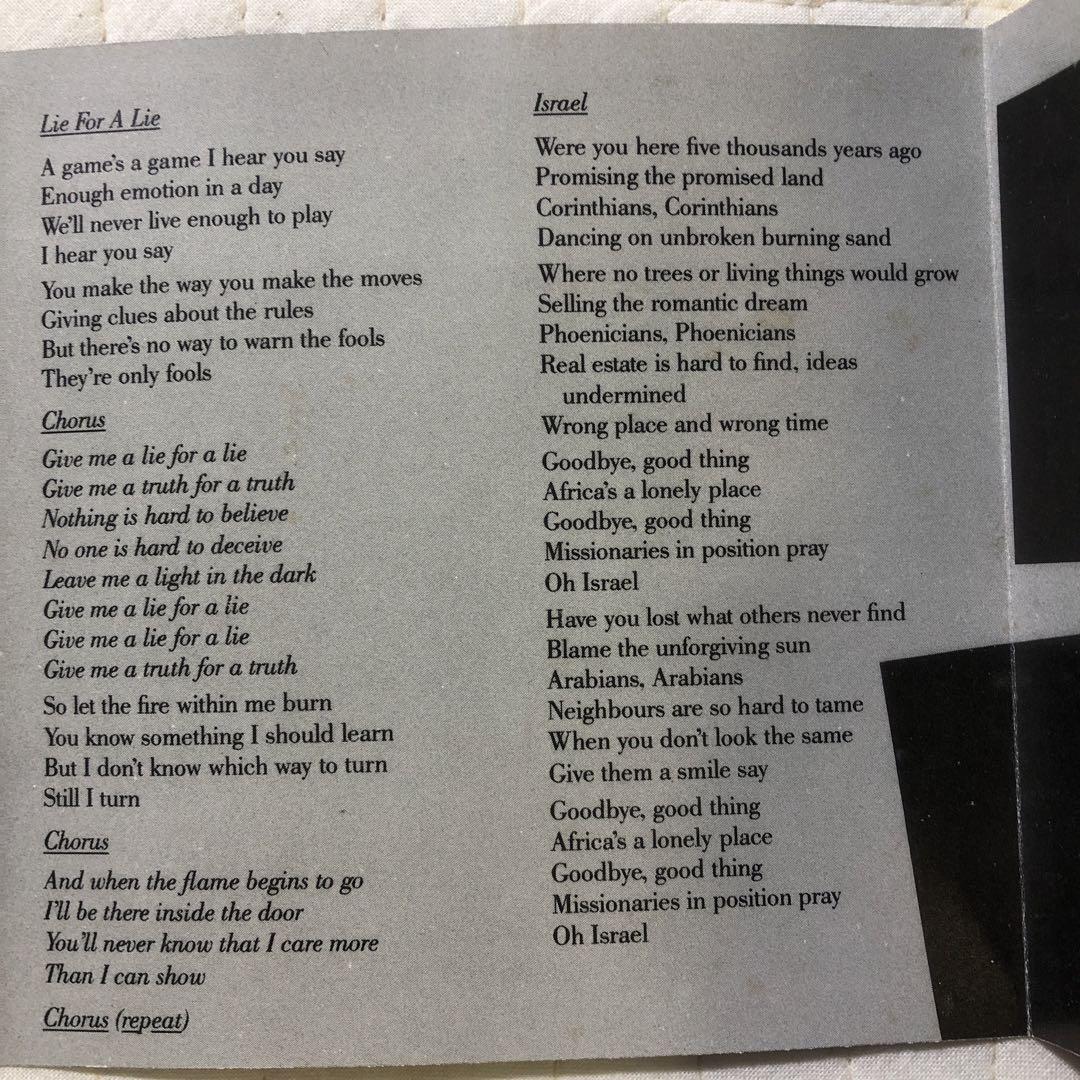 Lie For A Lie
A game's a game I hear you say
Enough emotion in a day
We'll never live enough to play
I hear you say
You make the way you make the moves
Giving clues about the rules
But there's no way to warn the fools
They're only fools
Chorus
Give me a lie for a lie
Give me a truth for a truth
Nothing is hard to believe
No one is hard to deceive
Leave me a light in the dark
Give me a lie for a lie
Give me a lie for a lie
Give me a truth for a truth
So let the fire within me burn
You know something I should learn
But I don't know which way to turn
Still I turn
Chorus
And when the flame begins to go
I'll be there inside the door
You'll never know that I care more
Than I can show
Chorus (repeat)
Israel
Were you here five thousands years ago
Promising the promised land
Corinthians, Corinthians
Dancing on unbroken burning sand
Where no trees or living things would grow
Selling the romantic dream
Phoenicians, Phoenicians
Real estate is hard to find, ideas
undermined
Wrong place and wrong time
Goodbye, good thing
Africa's a lonely place
Goodbye, good thing
Missionaries in position pray
Oh Israel
Have you lost what others never find
Blame the unforgiving sun
Arabians, Arabians
Neighbours are so hard to tame
When you don't look the same
Give them a smile say
Goodbye, good thing
Africa's a lonely place
Goodbye, good thing
Missionaries in position pray
Oh Israel